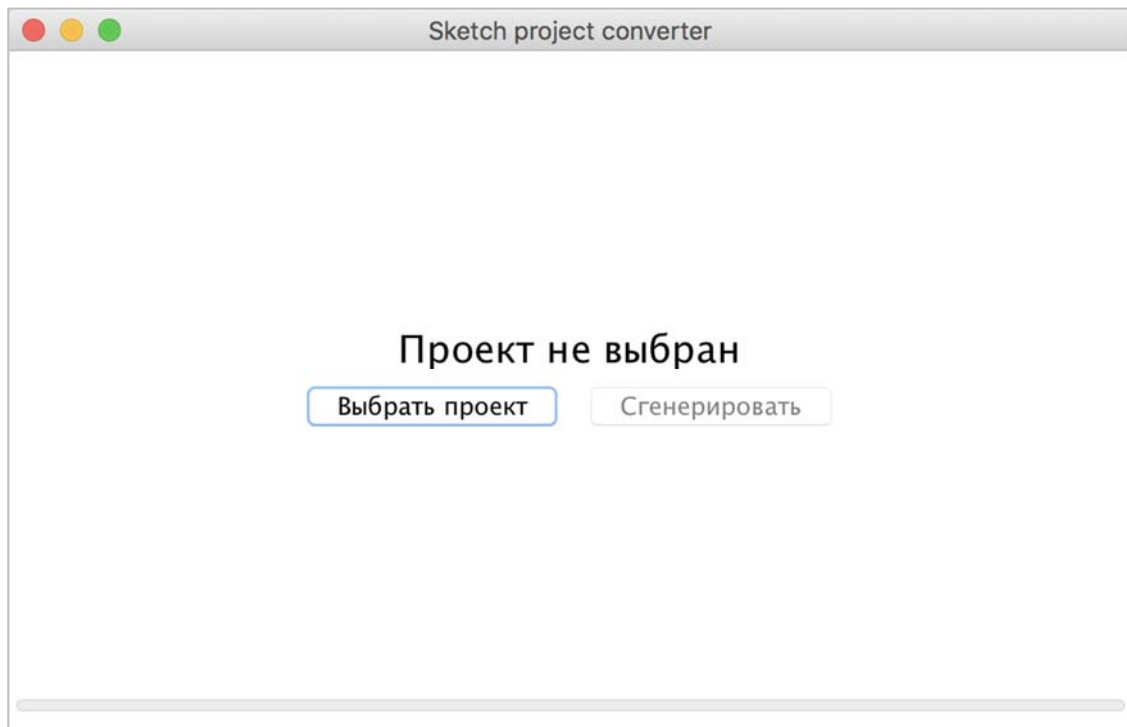 Sketch project converter
Проект не выбран
Выбрать проект Сгенерировать